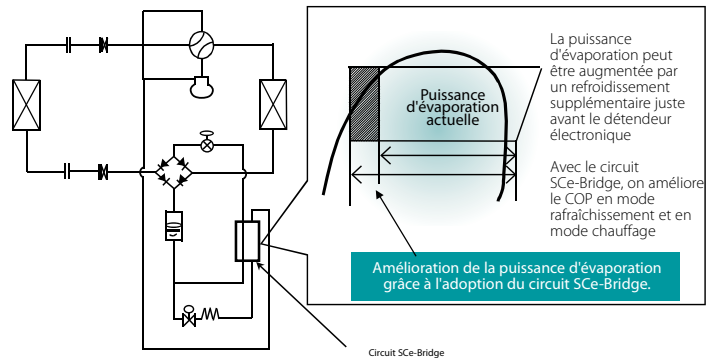 La puissance
d'évaporation peut
être augmentée par
un refroidissement
supplémentaire juste
avant le détendeur
électronique
Avec le circuit
SCe-Bridge, on améliore
le COP en mode
rafraîchissement et en
mode chauffage
Puissance
d'évaporation
actuelle
Amélioration de la puissance d'évaporation
grâce à l'adoption du circuit SCe-Bridge.
Circuit SCe-Bridge